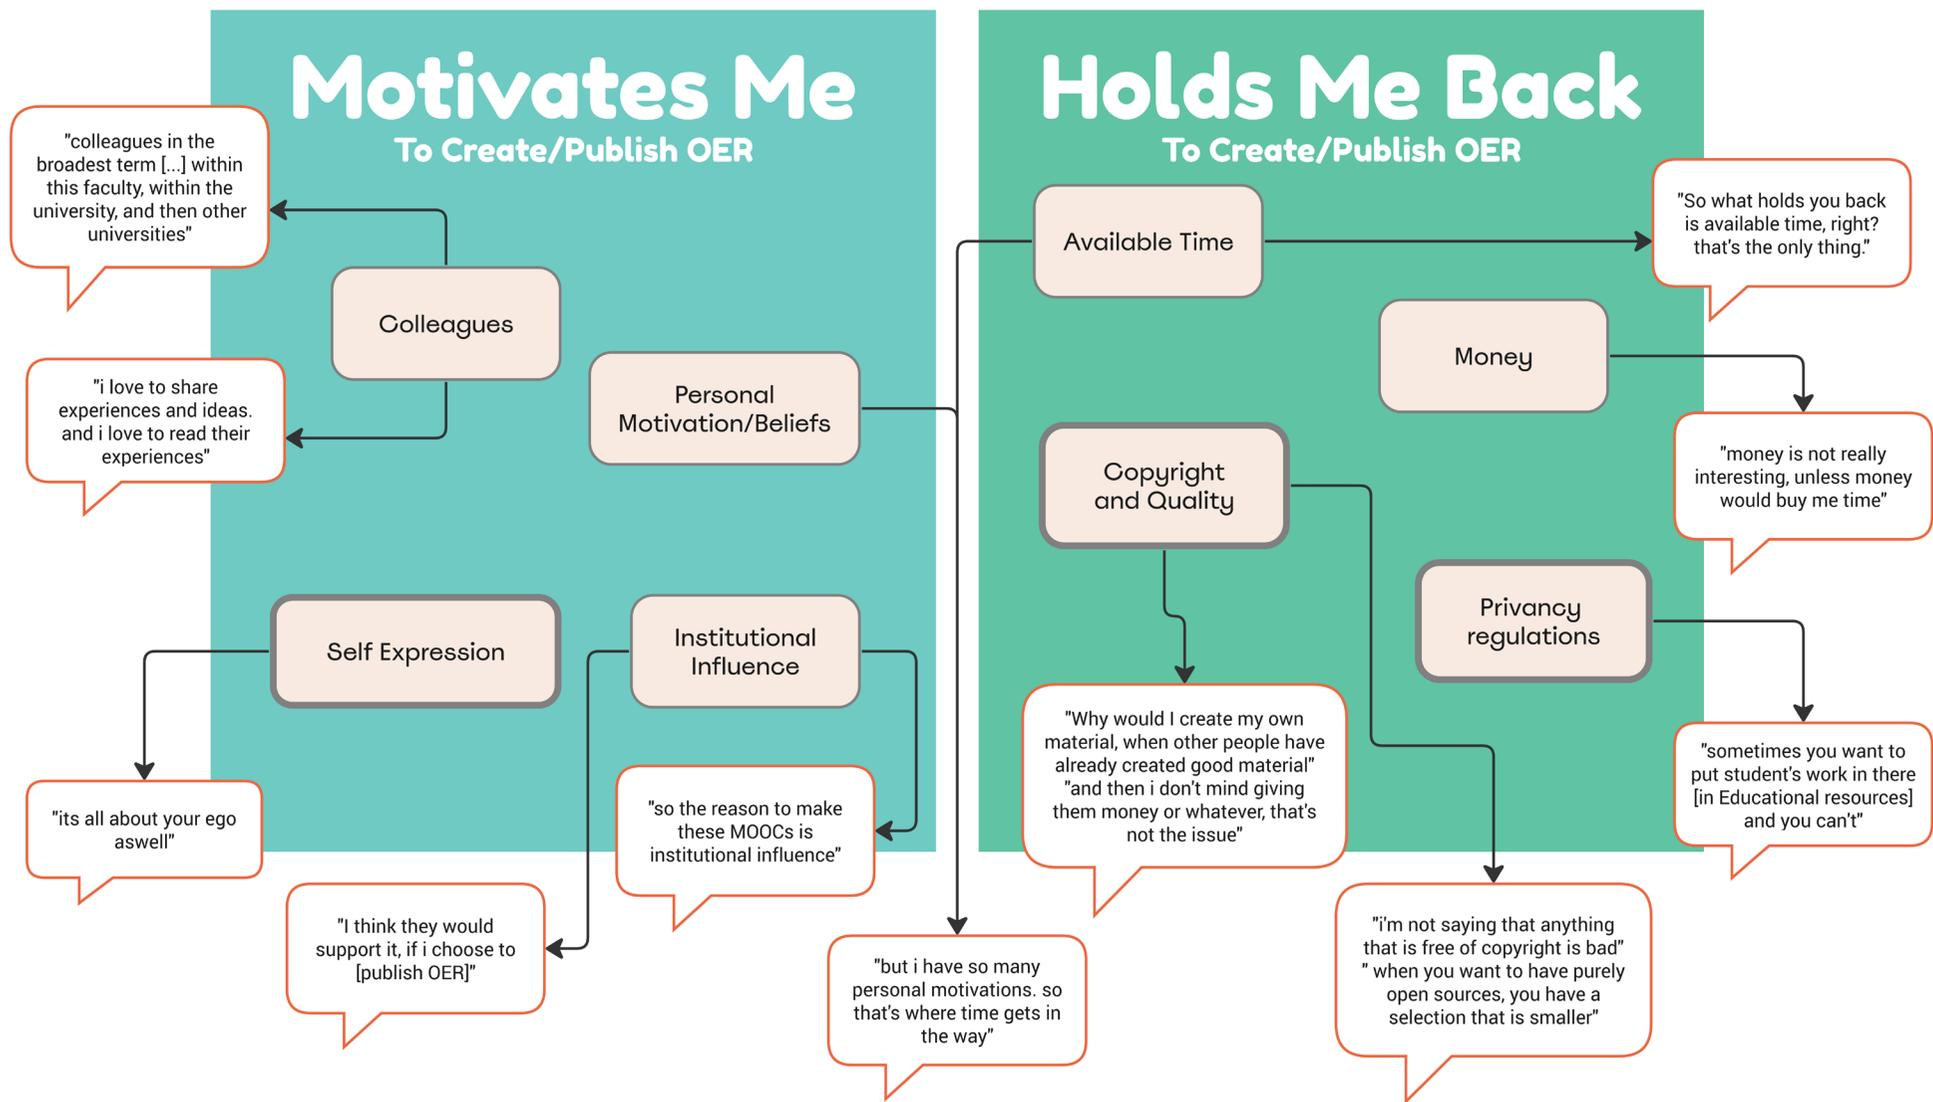 Motivates Me
To Create/Publish OER
"colleagues in the
broadest term [...] within
this faculty, within the
university, and then other
universities"
Colleagues
"i love to share
experiences and ideas.
and i love to read their
experiences"
Personal
Motivation/Beliefs
Self Expression
Institutional
Influence
"its all about your ego
aswell"
"so the reason to make
these MOOCs is
institutional influence"
"I think they would
support it, if i choose to
[publish OER]"
"but i have so many
personal motivations. so
that's where time gets in
the way"
Holds Me Back
To Create/Publish OER
Available Time
"So what holds you back
is available time, right?
that's the only thing."
Money
"money is not really
interesting, unless money
would buy me time"
Copyright
and Quality
Privancy
regulations
"Why would I create my own
material, when other people have
already created good material"
"and then i don't mind giving
them money or whatever, that's
not the issue"
"sometimes you want to
put student's work in there
[in Educational resources]
and you can't"
"i'm not saying that anything
that is free of copyright is bad"
" when you want to have purely
open sources, you have a
selection that is smaller"